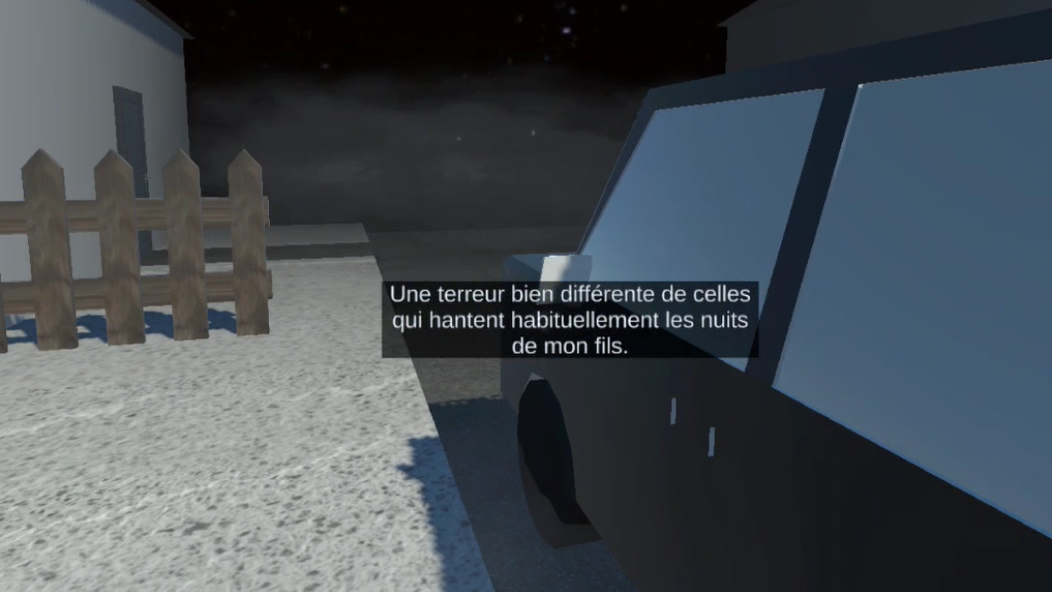 Une terreur bien différente de celles
qui hantent habituellement les nuits
de mon fils.